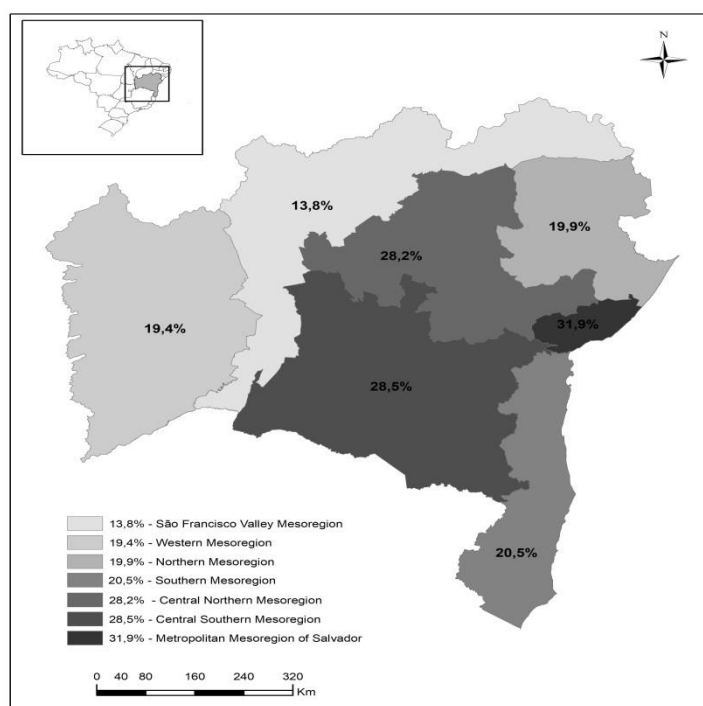 N
13,8%
19,9%
28,2%
19,4%
31,9%
28,5%
20,5%
13,8% - São Francisco Valley Mesoregion
19,4% - Western Mesoregion
19,9% - Northern Mesoregion
20,5% - Southern Mesoregion
28,2% - Central Northern Mesoregion
28,5% - Central Southern Mesoregion
31,9% - Metropolitan Mesoregion of Salvador
0 40 80 160 240 320
Km